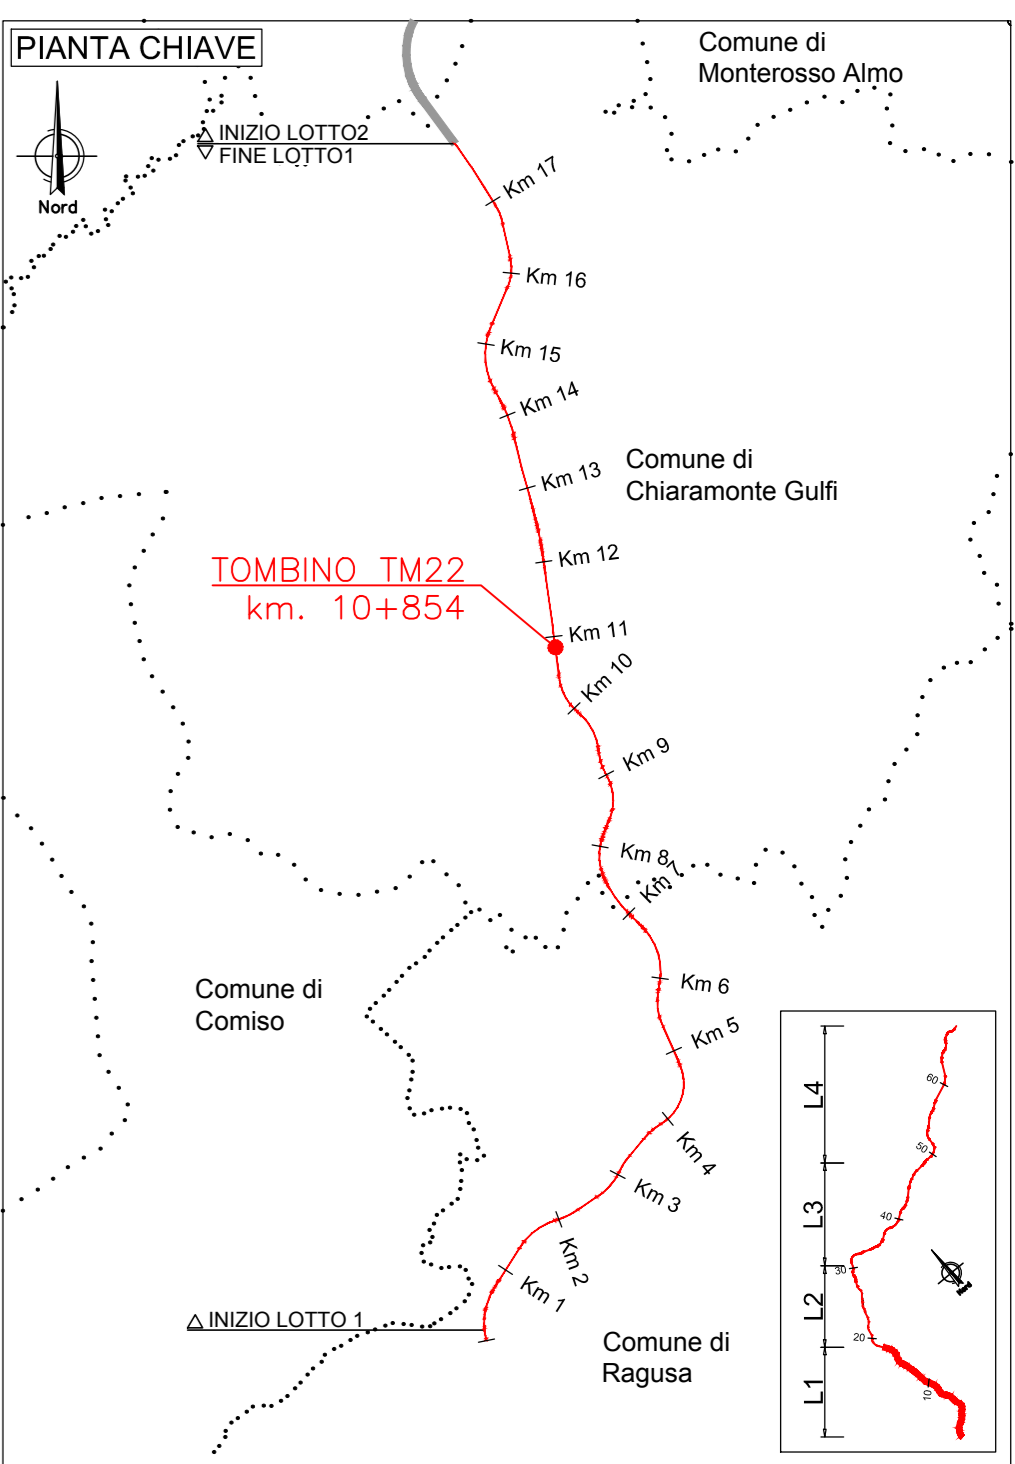 PIANTA CHIAVE
Comune di
Monterosso Almo
INIZIO LOTTO2
FINE LOTTO1
Nord
Km 17
Km 16
Km 15
Km 14
Comune di
Chiaramonte Gulfi
Km 13
Km 12
TOMBINO TM22
km. 10+854
Km 11
Km 10
Km 9
Km 8
Km 7
Km 6
Comune di
Comiso
Km 5
Km 4
Km 3
Km 2
Km 1
INIZIO LOTTO 1
Comune di
Ragusa
L4
60
50
L3
40
30
L2
20
L1
10